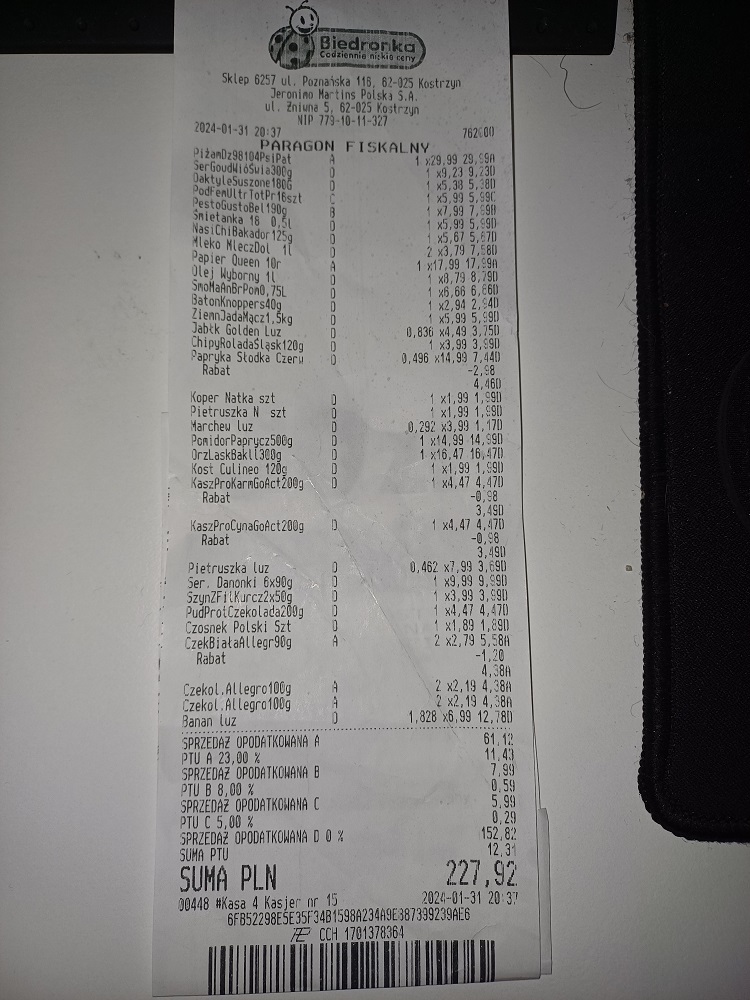 Biedronka
Codziennie niskie ceny
Sklep 6257 ul. Poznańska 116, 62-025 Kostrzyn
Jeronimo Martins Polska S.A.
ul. Żniwna 5, 62-025 Kostrzyn
NIP 779-10-11-327
2024-01-31 20:37 762600
PARAGON FISKALNY
PiżamDz98104PsiPat A 1 x29,99 29,99A
SerGoudWióŚwia300g D 1 x9,23 9,23D
DaktyleSuszone180G D 1 x5,38 5,38D
PodFemUltrTotPr16szt C 1 x5,99 5,99C
PestoGustoBel190g B 1 x7,99 7,99B
Śmietanka 18 0,5l D 1 x5,99 5,99D
NasiChiBakador125g D 1 x5,67 5,67D
Mleko MleczDol 1l D 2 x3,79 7,58D
Papier Queen 10r A 1 x17,99 17,99A
Olej Wyborny 1l D 1 x8,79 8,79D
SmoMaAnBrPom0,75L D 1 x6,66 6,66D
BatonKnoppers40g D 1 x2,94 2,94D
ZiemnJadaMącz1,5kg D 1 x5,99 5,99D
Jabłk Golden Luz D 0,836 x4,49 3,75D
ChipyRoladaŚląsk120g D 1 x3,99 3,99D
Papryka Słodka Czerw D 0,496 x14,99 7,44D
Rabat -2,98
4,46D
Koper Natka szt D 1 x1,99 1,99D
Pietruszka N szt D 1 x1,99 1,99D
Marchew luz D 0,292 x3,99 1,17D
PomidorPaprycz500g D 1 x14,99 14,99D
OrzLaskBakll300g D 1 x16,47 16,47D
Kost Culineo 120g D 1 x1,99 1,99D
KaszProKarmGoAct200g D 1 x4,47 4,47D
Rabat -0,98
3,49D
KaszProCynaGoAct200g D 1 x4,47 4,47D
Rabat -0,98
3,49D
Pietruszka luz D 0,462 x7,99 3,69D
Ser. Danonki 6x90g D 1 x9,99 9,99D
SzynZFilKurcz2x50g D 1 x3,99 3,99D
PudProtCzekolada200g D 1 x4,47 4,47D
Czosnek Polski Szt D 1 x1,89 1,89D
CzekBiałaAllegr90g A 2 x2,79 5,58A
Rabat -1,20
4,38A
Czekol.Allegro100g A 2 x2,19 4,38A
Czekol.Allegro100g A 2 x2,19 4,38A
Banan luz D 1,828 x6,99 12,78D
SPRZEDAŻ OPODATKOWANA A 61,12
PTU A 23,00 % 11,43
SPRZEDAŻ OPODATKOWANA B 7,99
PTU B 8,00 % 0,59
SPRZEDAŻ OPODATKOWANA C 5,99
PTU C 5,00 % 0,29
SPRZEDAŻ OPODATKOWANA D 0 % 152,82
SUMA PTU 12,31
SUMA PLN 227,92
00448 #Kasa 4 Kasjer nr 15 2024-01-31 20:37
6FB52298E5E35F34B1598A234A9E387399239AE6
CCH 1701378364